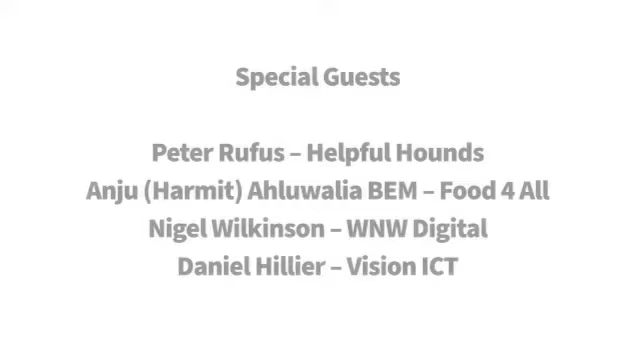 Special Guests
Peter Rufus – Helpful Hounds
Anju (Harmit) Ahluwalia BEM – Food 4 All
Nigel Wilkinson – WNW Digital
Daniel Hillier – Vision ICT